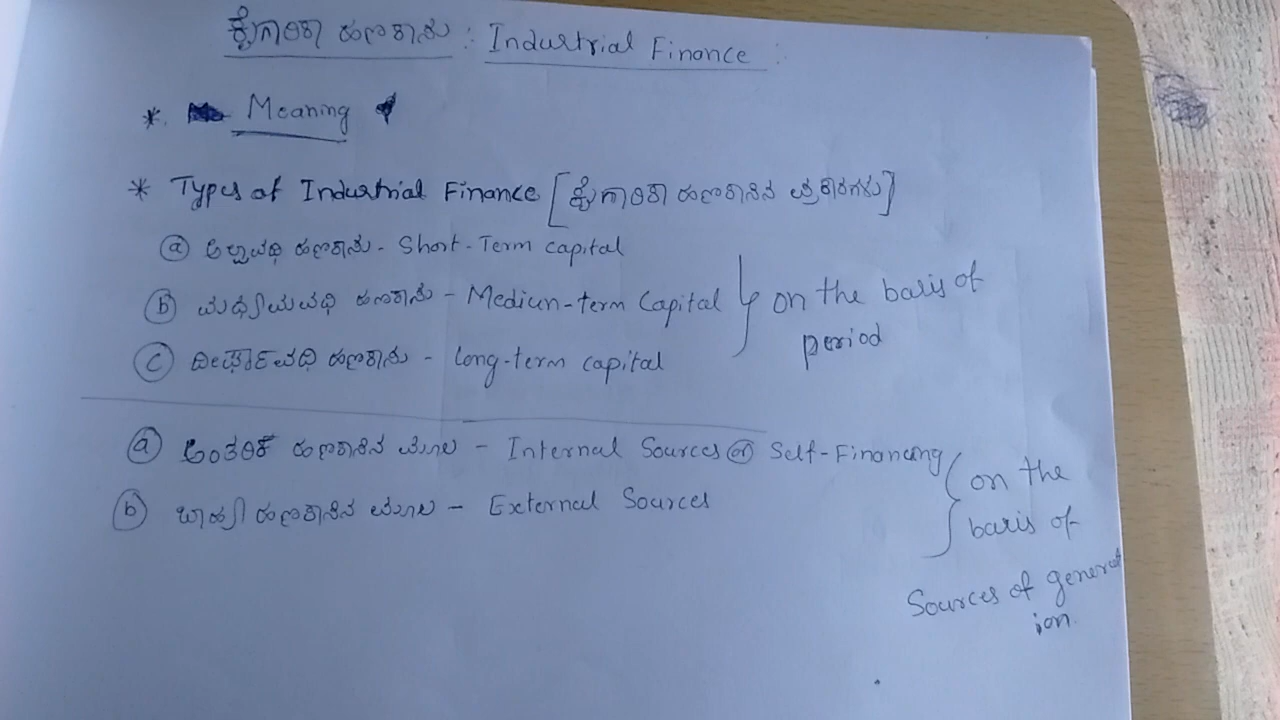 ಕೈಗಾರಿಕಾ ಹಣಕಾಸು : Industrial Finance :
*. Meaning
* Types of Industrial Finance [ಕೈಗಾರಿಕಾ ಹಣಕಾಸಿನ ಪ್ರಕಾರಗಳು]
(a) ಅಲ್ಪಾವಧಿ ಹಣಕಾಸು - Short-Term capital
(b) ಮಧ್ಯಮಾವಧಿ ಹಣಕಾಸು - Medium-term Capital } on the basis of
period
(c) ದೀರ್ಘಾವಧಿ ಹಣಕಾಸು - Long-term capital
(a) ಆಂತರಿಕ ಹಣಕಾಸಿನ ಮೂಲ - Internal Sources or Self-Financing } on the
(b) ಬಾಹ್ಯ ಹಣಕಾಸಿನ ಮೂಲ - External Sources
basis of
Sources of generat
ion.